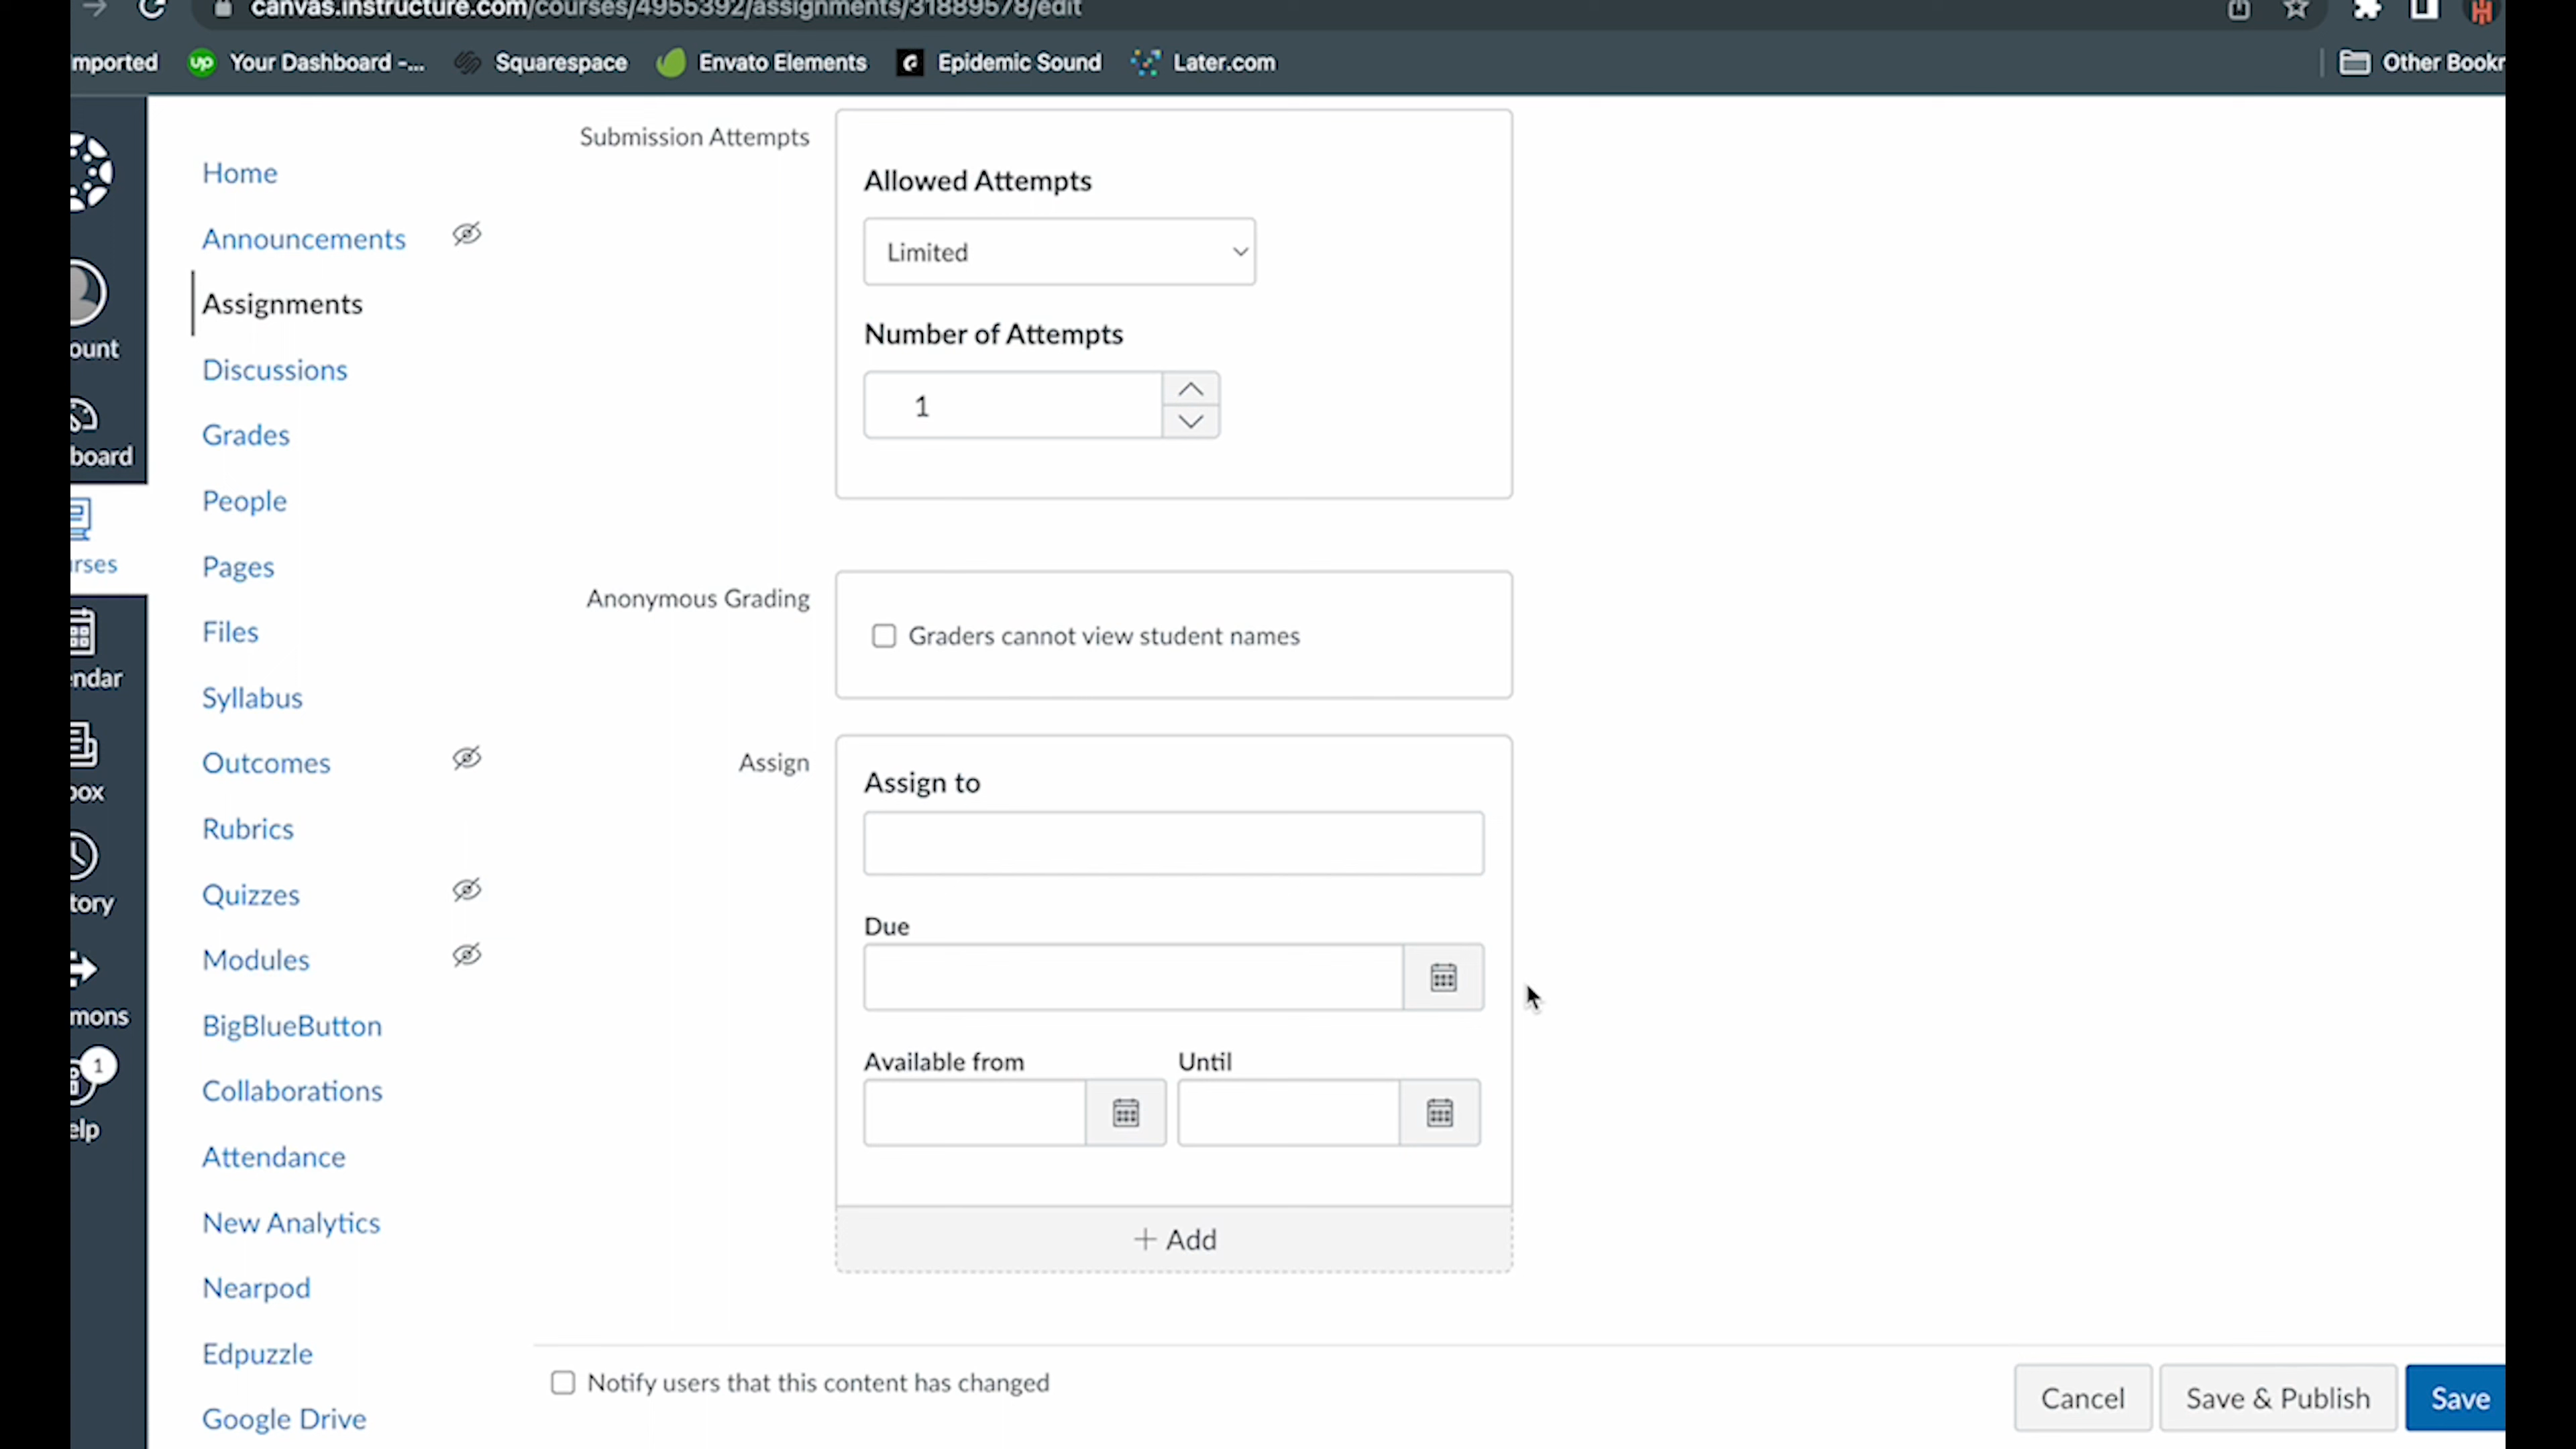 canvas.instructure.com/courses/4955392/assignments/31889578/edit
mported
up Your Dashboard -...
Squarespace
Envato Elements
Epidemic Sound
Later.com
Other Bookr
ount
board
rses
endar
box
tory
mmons
1
elp
Home
Announcements
Assignments
Discussions
Grades
People
Pages
Files
Syllabus
Outcomes
Rubrics
Quizzes
Modules
BigBlueButton
Collaborations
Attendance
New Analytics
Nearpod
Edpuzzle
Google Drive
Submission Attempts
Allowed Attempts
Limited
Number of Attempts
1
Anonymous Grading
Graders cannot view student names
Assign
Assign to
Due
Available from
Until
+ Add
Notify users that this content has changed
Cancel
Save & Publish
Save